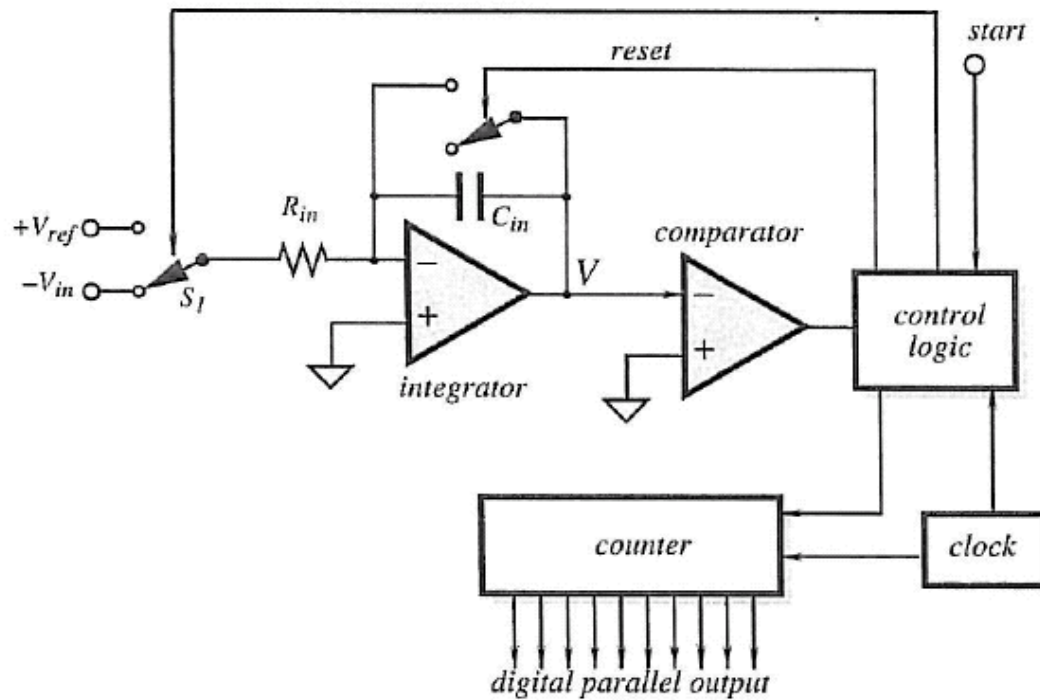 start
reset
+V_ref
R_in
C_in
comparator
-V_in
S_1
V
−
+
integrator
−
+
control
logic
counter
clock
digital parallel output